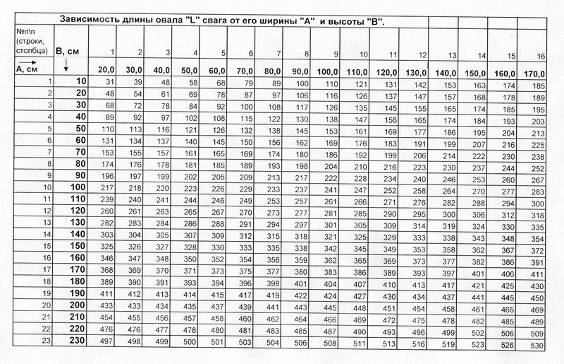 Зависимость длины овала "L" свага от его ширины "А" и высоты "В".
№п\п (строки, столбца) В, см 1 2 3 4 5 6 7 8 9 10 11 12 13 14 15 16
А, см 20,0 30,0 40,0 50,0 60,0 70,0 80,0 90,0 100,0 110,0 120,0 130,0 140,0 150,0 160,0 170,0
1 10 31 39 48 58 68 79 89 100 110 121 131 142 153 163 174 185
2 20 48 54 61 69 78 87 97 106 116 126 137 147 157 168 178 189
3 30 68 72 78 84 92 100 108 117 126 135 145 155 165 174 185 195
4 40 89 92 97 102 108 115 122 130 138 147 156 165 174 184 193 203
5 50 110 113 116 121 126 132 138 145 153 161 169 177 186 195 204 213
6 60 131 134 137 140 145 150 156 162 169 176 183 191 199 207 216 225
7 70 153 155 157 161 165 169 174 180 186 192 199 206 214 222 230 238
8 80 174 176 178 181 185 189 193 198 204 210 216 223 230 237 244 252
9 90 196 197 199 202 205 209 213 217 222 228 234 240 246 253 260 267
10 100 217 218 220 223 226 229 233 237 241 247 252 258 264 270 277 283
11 110 239 240 241 244 246 249 253 257 261 266 271 276 282 288 294 300
12 120 260 261 263 265 267 270 273 277 281 285 290 295 300 306 312 318
13 130 282 283 284 286 288 291 294 297 301 305 309 314 319 324 330 335
14 140 303 304 305 307 309 312 315 318 321 325 329 333 338 343 348 354
15 150 325 326 327 328 330 333 335 338 342 345 349 353 358 362 367 372
16 160 346 347 348 350 352 354 356 359 362 365 369 373 377 382 386 391
17 170 368 369 370 371 373 375 377 380 383 386 389 393 397 401 406 411
18 180 389 390 391 393 394 396 398 401 404 407 410 413 417 421 425 430
19 190 411 412 413 414 415 417 419 422 424 427 430 434 437 441 445 450
20 200 433 433 434 435 437 439 441 443 445 448 451 454 458 461 465 469
21 210 454 455 456 457 458 460 462 464 466 469 472 475 478 482 485 489
22 220 476 476 477 478 480 481 483 485 487 490 493 496 499 502 506 509
23 230 497 498 499 500 501 503 504 506 508 511 513 516 519 523 526 530